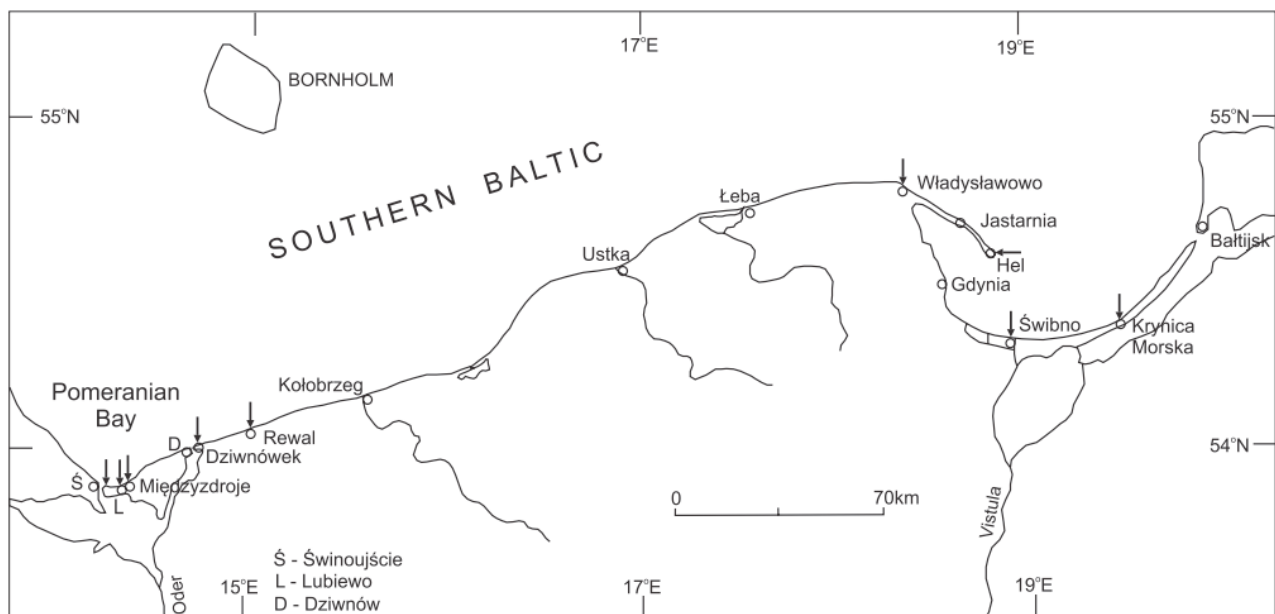 17°E
19°E
BORNHOLM
55°N
55°N
SOUTHERN BALTIC
Władysławowo
Łeba
Jastarnia
Bałtijsk
Ustka
Hel
Gdynia
Świbno
Krynica
Morska
Pomeranian
Bay
Kołobrzeg
D
Rewal
Dziwnówek
54°N
Ś
Międzyzdroje
L
0
70km
Vistula
Ś - Świnoujście
L - Lubiewo
D - Dziwnów
Oder
15°E
17°E
19°E